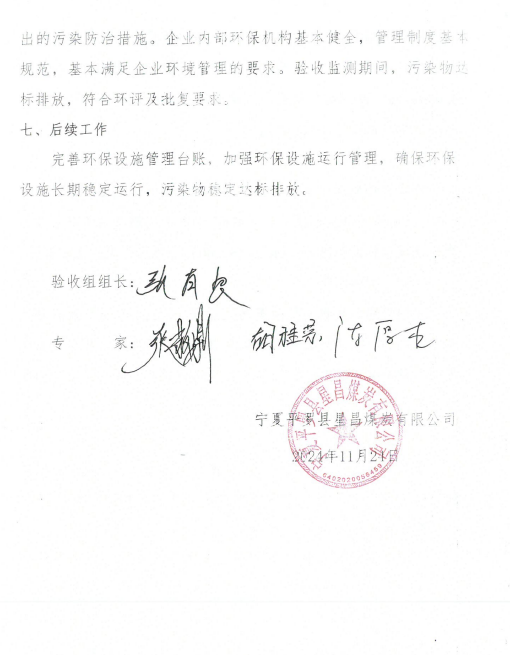 出的污染防治措施。企业内部环保机构基本健全，管理制度基本
规范，基本满足企业环境管理的要求。验收监测期间，污染物达
标排放，符合环评及批复要求。
七、后续工作
完善环保设施管理台账，加强环保设施运行管理，确保环保
设施长期稳定运行，污染物稳定达标排放。
验收组组长：
专 家：
宁夏平罗县星昌煤炭有限公司
2024年11月21日